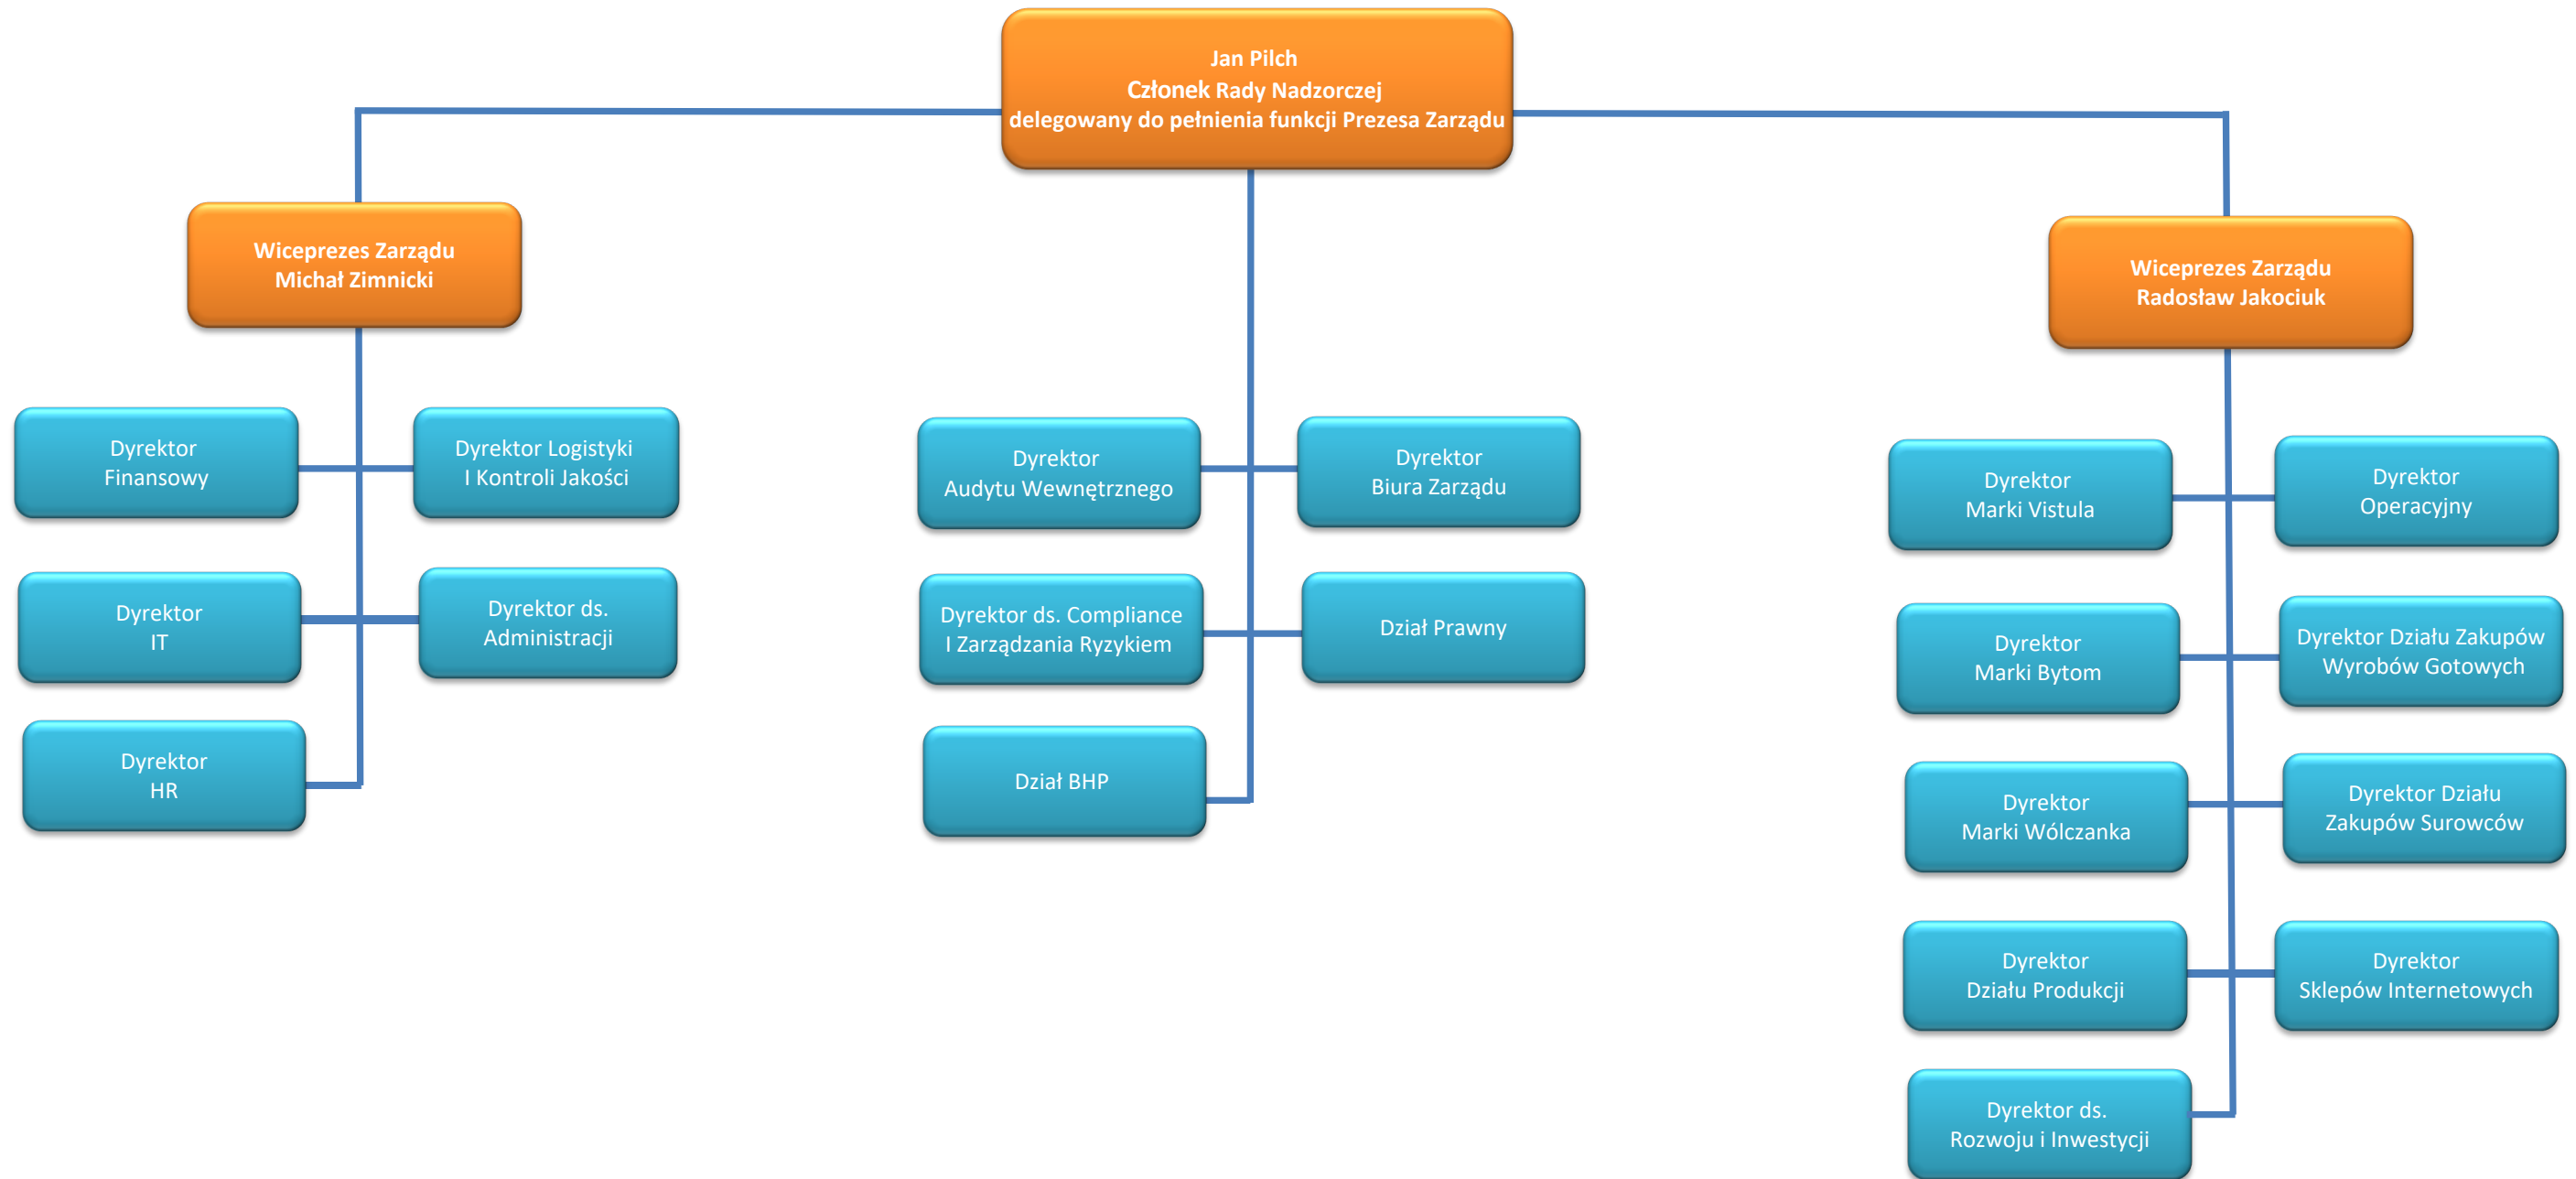 Jan Pilch
Członek Rady Nadzorczej
delegowany do pełnienia funkcji Prezesa Zarządu
Wiceprezes Zarządu
Michał Zimnicki
Wiceprezes Zarządu
Radosław Jakociuk
Dyrektor
Finansowy
Dyrektor Logistyki
I Kontroli Jakości
Dyrektor
IT
Dyrektor ds.
Administracji
Dyrektor
HR
Dyrektor
Audytu Wewnętrznego
Dyrektor
Biura Zarządu
Dyrektor ds. Compliance
I Zarządzania Ryzykiem
Dział Prawny
Dział BHP
Dyrektor
Marki Vistula
Dyrektor
Operacyjny
Dyrektor
Marki Bytom
Dyrektor Działu Zakupów
Wyrobów Gotowych
Dyrektor
Marki Wólczanka
Dyrektor Działu
Zakupów Surowców
Dyrektor
Działu Produkcji
Dyrektor
Sklepów Internetowych
Dyrektor ds.
Rozwoju i Inwestycji